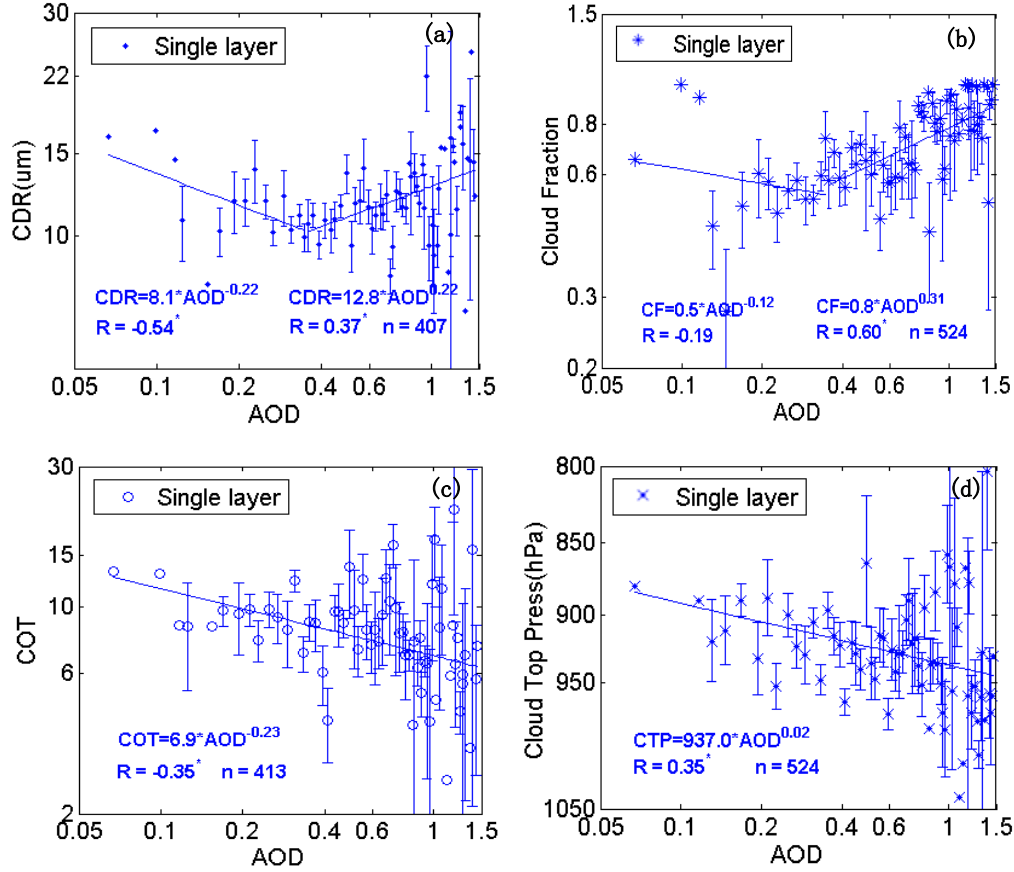 30
22
15
10
CDR(um)
Single layer
(a)
CDR=8.1*AOD-0.22
R = -0.54*
CDR=12.8*AOD0.22
R = 0.37* n = 407
0.05 0.1 0.2 0.4 0.6 1 1.5
AOD
1.5
0.8
0.6
0.3
0.2
Cloud Fraction
Single layer
(b)
CF=0.5*AOD-0.12
R = -0.19
CF=0.8*AOD0.31
R = 0.60* n = 524
0.05 0.1 0.2 0.4 0.6 1 1.5
AOD
30
15
10
6
2
COT
Single layer
(c)
COT=6.9*AOD-0.23
R = -0.35* n = 413
0.05 0.1 0.2 0.4 0.6 1 1.5
AOD
800
850
900
950
1050
Cloud Top Press(hPa)
Single layer
(d)
CTP=937.0*AOD0.02
R = 0.35* n = 524
0.05 0.1 0.2 0.4 0.6 1 1.5
AOD